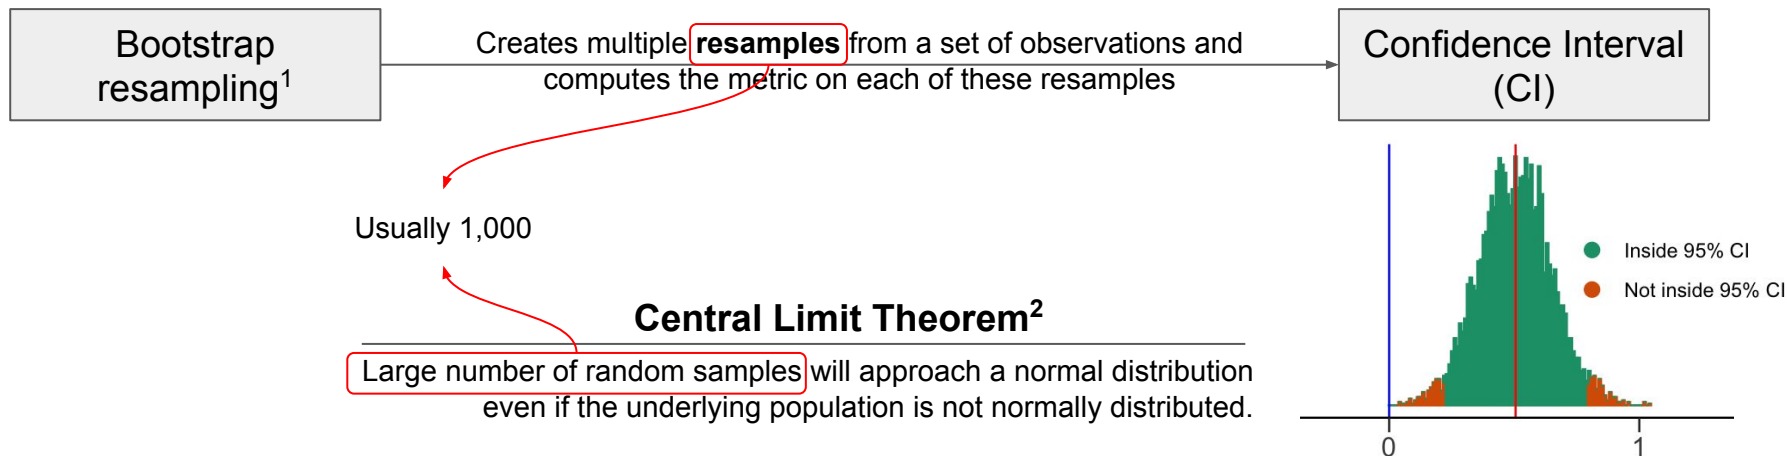 Bootstrap
resampling¹
Creates multiple resamples from a set of observations and
computes the metric on each of these resamples
Confidence Interval
(CI)
Usually 1,000
Central Limit Theorem²
Large number of random samples will approach a normal distribution
even if the underlying population is not normally distributed.
Inside 95% CI
Not inside 95% CI
0 1